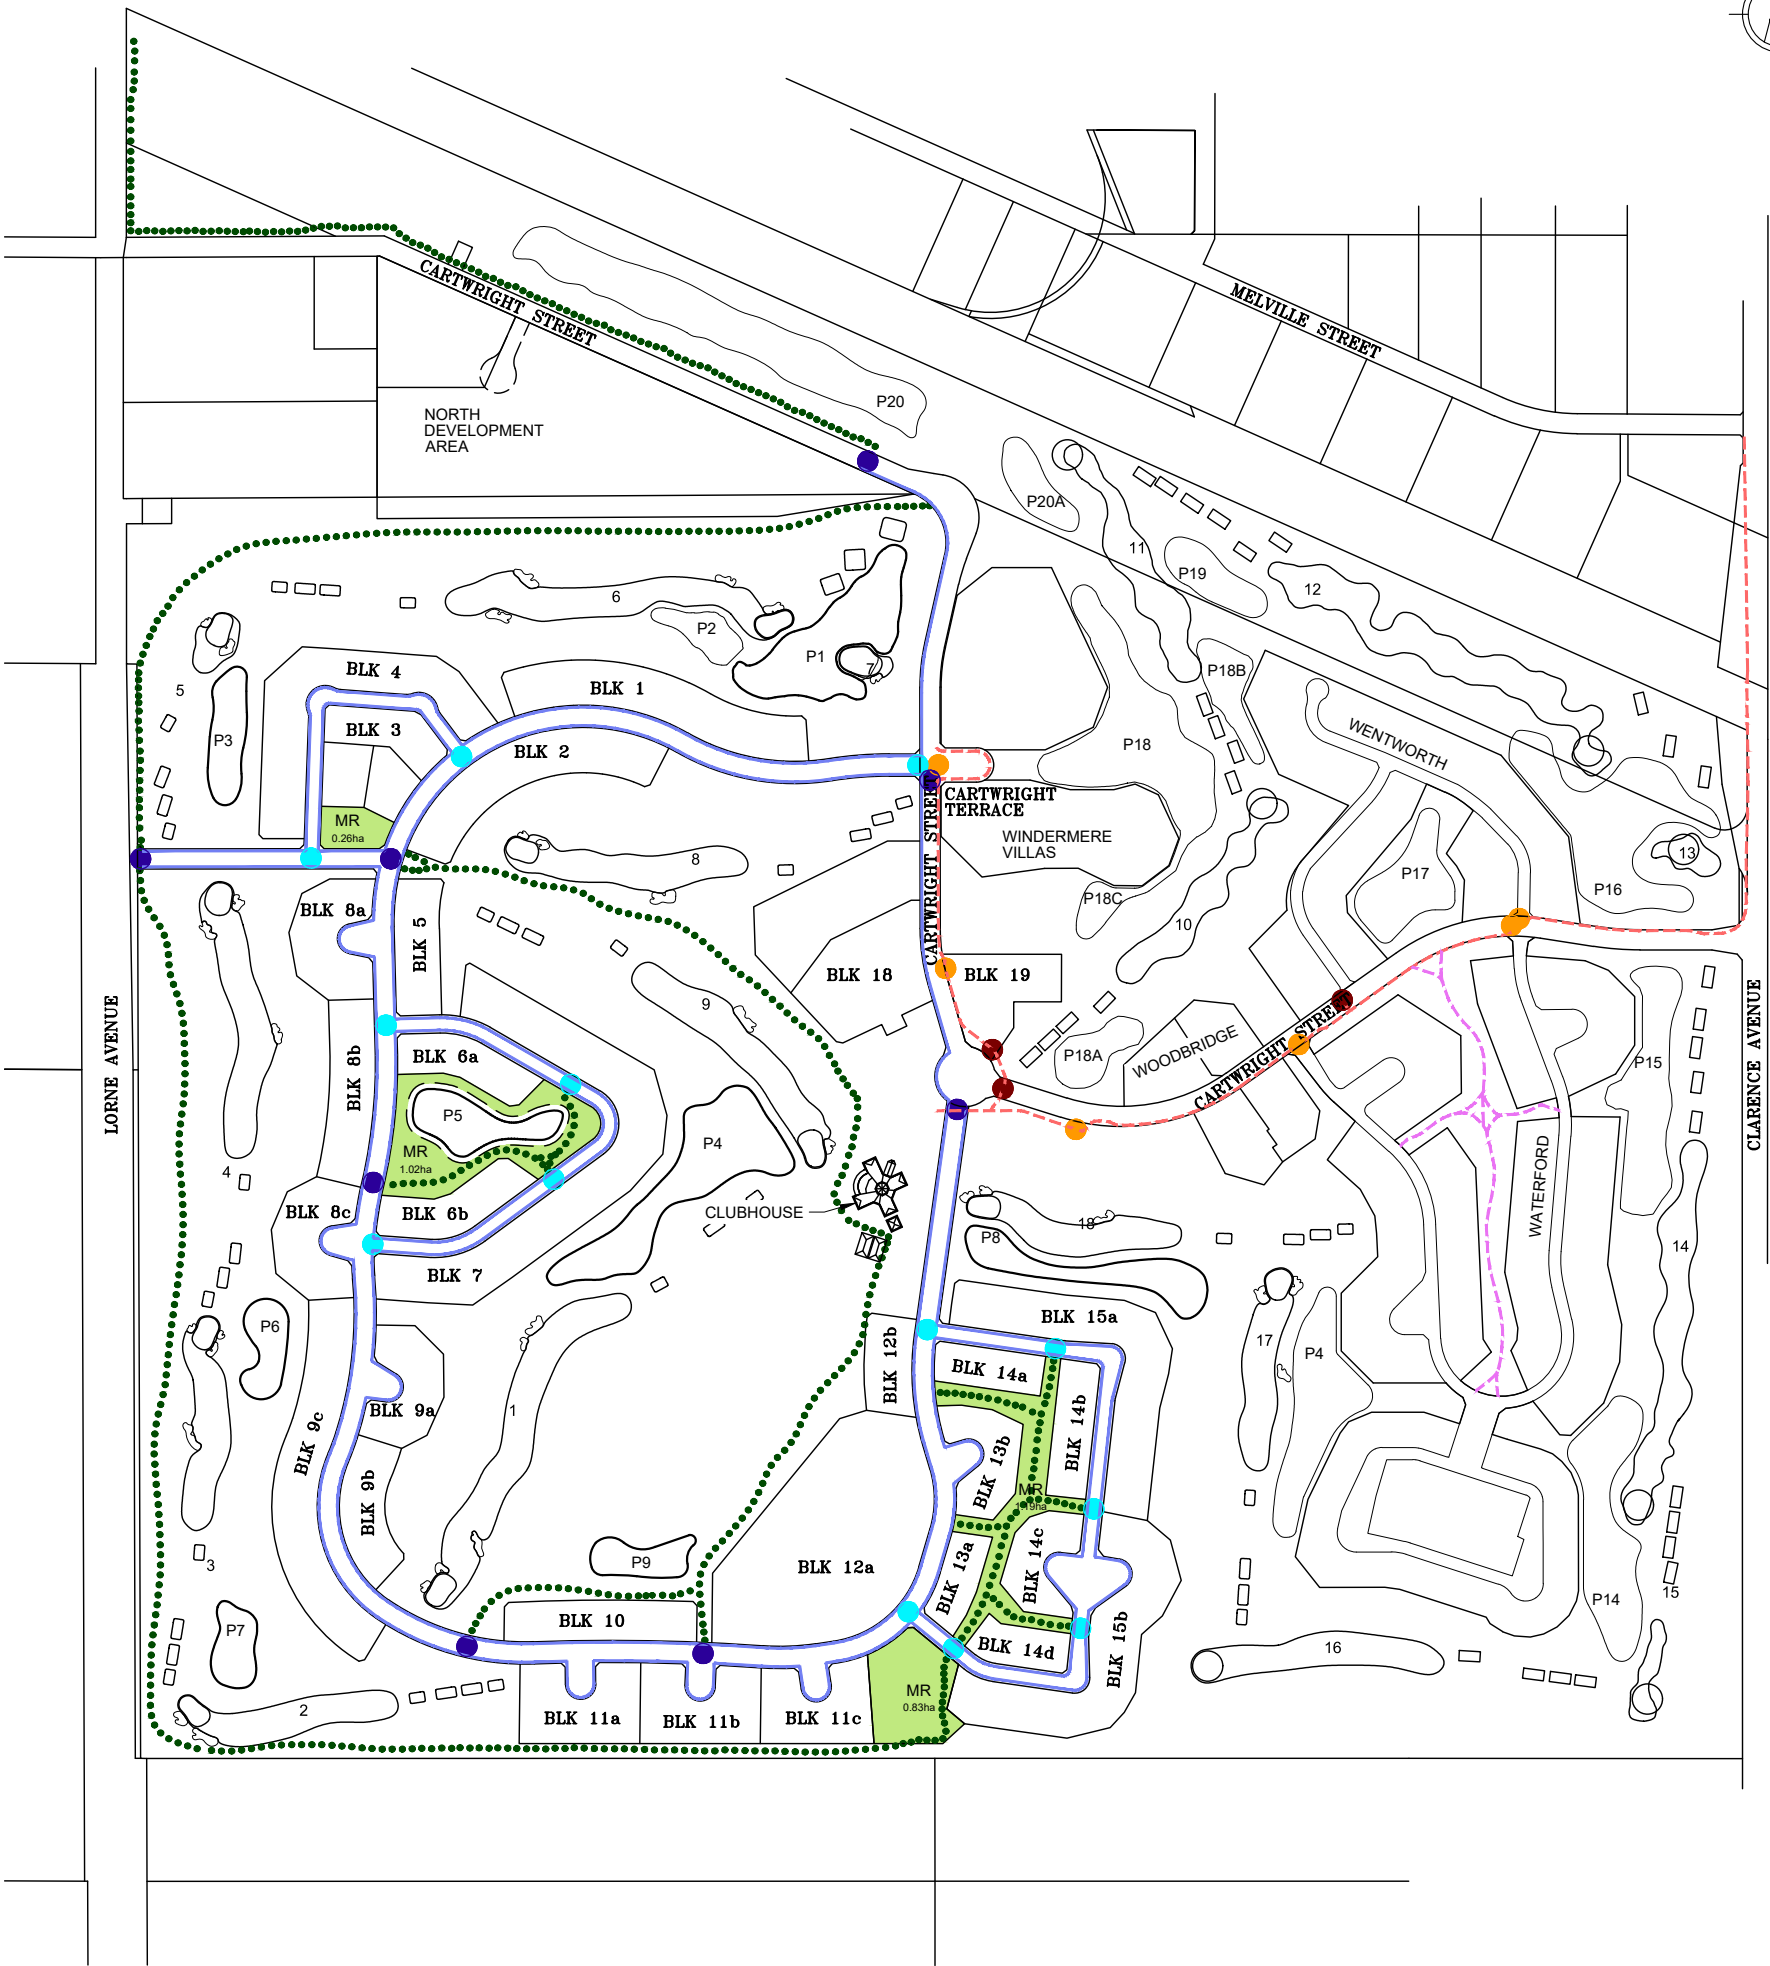 CARTWRIGHT STREET
MELVILLE STREET
NORTH
DEVELOPMENT
AREA
P20
P20A
11
P19
12
6
P2
P1
7
P18B
5
BLK 4
BLK 1
BLK 3
BLK 2
P3
P18
WENTWORTH
CARTWRIGHT
TERRACE
MR
0.26ha
WINDERMERE
VILLAS
8
13
P17
P16
P18C
10
CARTWRIGHT STREET
BLK 8a
BLK 5
BLK 18
BLK 19
9
LORNE AVENUE
CLARENCE AVENUE
BLK 8b
BLK 6a
P18A
WOODBRIDGE
CARTWRIGHT STREET
P15
P5
P4
MR
1.02ha
4
BLK 8c
BLK 6b
CLUBHOUSE
18
P8
WATERFORD
14
BLK 7
P6
BLK 15a
17
P4
BLK 12b
BLK 14a
BLK 9a
1
BLK 14b
BLK 9c
BLK 13b
MR
1.19ha
BLK 9b
3
P9
BLK 12a
BLK 13a
BLK 14c
15
P14
P7
BLK 10
BLK 14d
BLK 15b
16
2
MR
0.83ha
BLK 11a
BLK 11b
BLK 11c